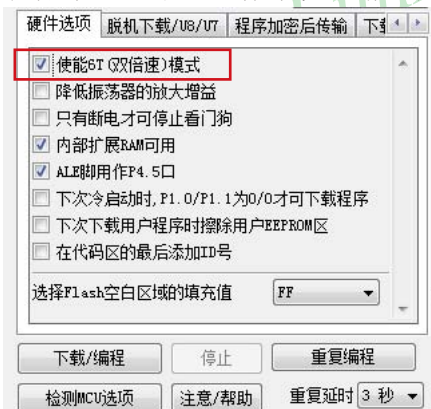 硬件选项 脱机下载/U8/U7 程序加密后传输
使能6T(双倍速)模式
降低振荡器的放大增益
只有断电才可停止看门狗
内部扩展RAM可用
ALE脚用作P4.5口
下次冷启动时,P1.0/P1.1为0/0才可下载程序
下次下载用户程序时擦除用户EEPROM区
在代码区的最后添加ID号
选择Flash空白区域的填充值 FF
下载/编程 停止 重复编程
检测MCU选项 注意/帮助 重复延时 3 秒